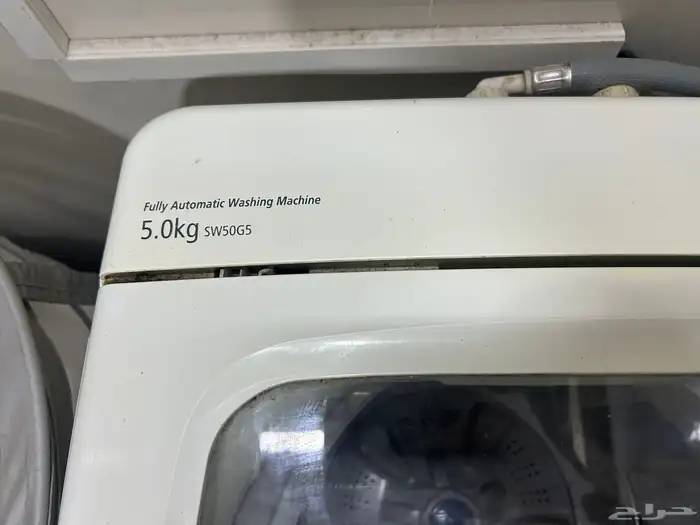 Fully Automatic Washing Machine
5.0kg SW50G5
حراج